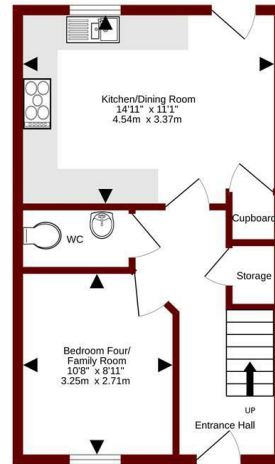 Kitchen/Dining Room
14'11" x 11'1"
4.54m x 3.37m
Cupboard
WC
Storage
Bedroom Four/
Family Room
10'8" x 8'11"
3.25m x 2.71m
UP
Entrance Hall